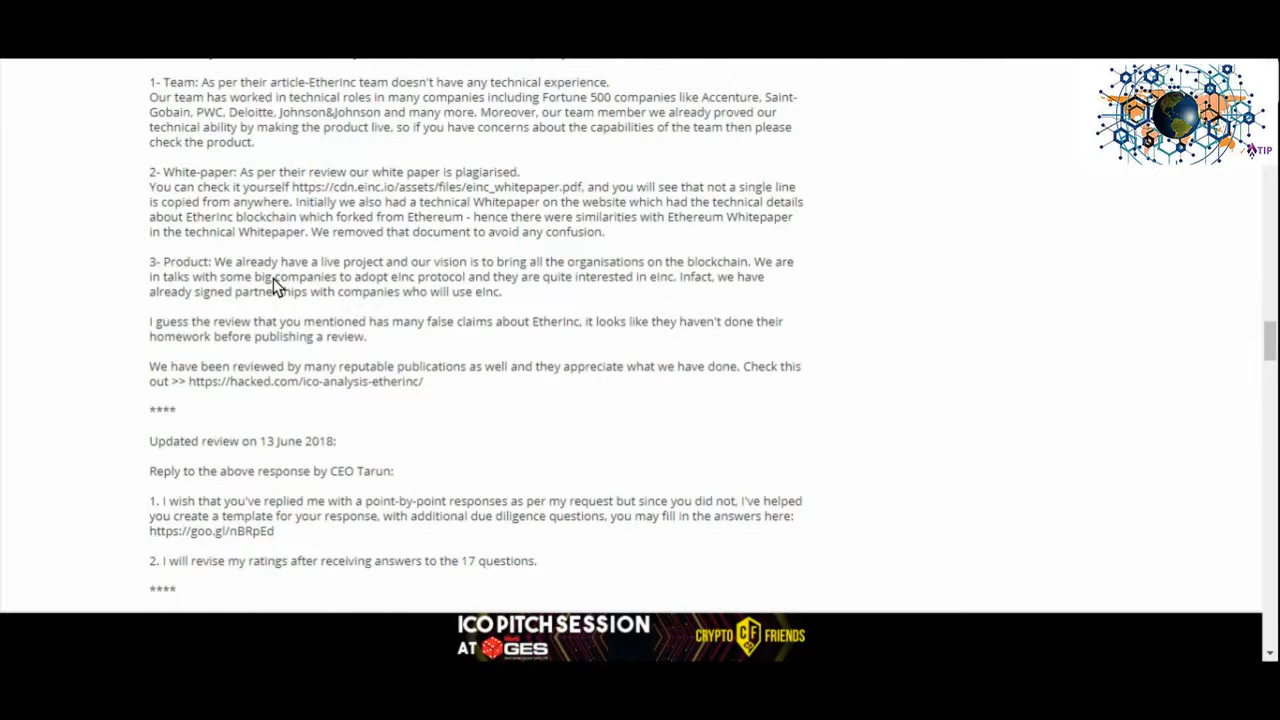 1- Team: As per their article-EtherInc team doesn't have any technical experience.
Our team has worked in technical roles in many companies including Fortune 500 companies like Accenture, Saint-
Gobain, PWC, Deloitte, Johnson&Johnson and many more. Moreover, our team member we already proved our
technical ability by making the product live, so if you have concerns about the capabilities of the team then please
check the product.
2- White-paper: As per their review our white paper is plagiarised.
You can check it yourself https://cdn.einc.io/assets/files/einc_whitepaper.pdf, and you will see that not a single line
is copied from anywhere. Initially we also had a technical Whitepaper on the website which had the technical details
about EtherInc blockchain which forked from Ethereum - hence there were similarities with Ethereum Whitepaper
in the technical Whitepaper. We removed that document to avoid any confusion.
3- Product: We already have a live project and our vision is to bring all the organisations on the blockchain. We are
in talks with some big companies to adopt eInc protocol and they are quite interested in eInc. Infact, we have
already signed partnerships with companies who will use eInc.
I guess the review that you mentioned has many false claims about EtherInc, it looks like they haven't done their
homework before publishing a review.
We have been reviewed by many reputable publications as well and they appreciate what we have done. Check this
out >> https://hacked.com/ico-analysis-etherinc/
****
Updated review on 13 June 2018:
Reply to the above response by CEO Tarun:
1. I wish that you've replied me with a point-by-point responses as per my request but since you did not, I've helped
you create a template for your response, with additional due diligence questions, you may fill in the answers here:
https://goo.gl/nBRpEd
2. I will revise my ratings after receiving answers to the 17 questions.
****
TIP
ICO PITCH SESSION
AT World GES
CRYPTO CF FRIENDS